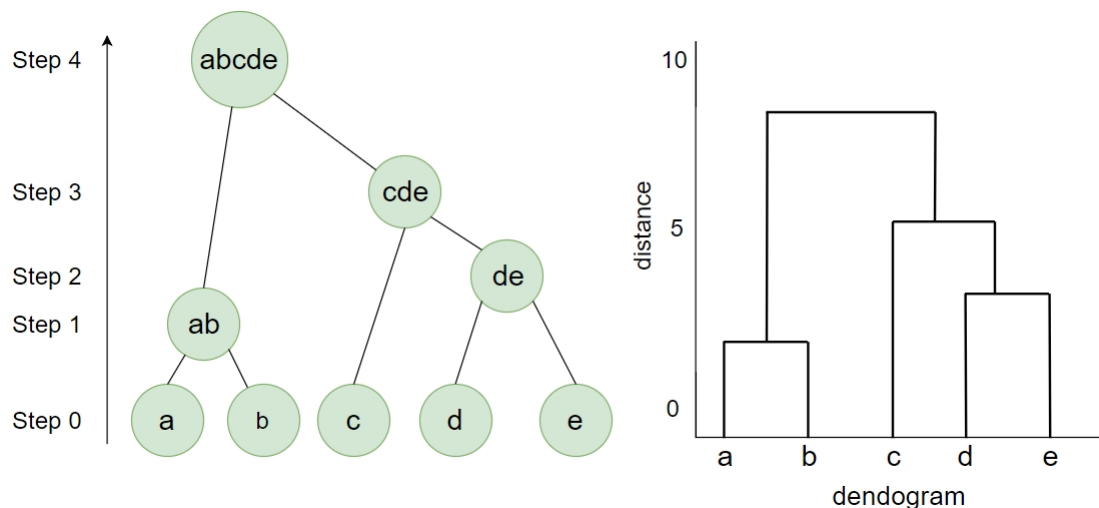 Step 4
abcde
Step 3
cde
Step 2
de
Step 1
ab
Step 0
a
b
c
d
e
10
5
0
distance
a
b
c
d
e
dendogram